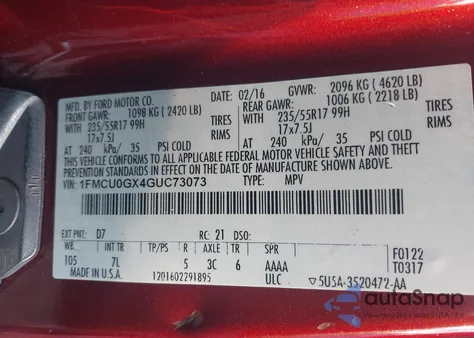 MFD. BY FORD MOTOR CO.
DATE: 02/16 GVWR: 2096 KG ( 4620 LB)
FRONT GAWR: 1098 KG ( 2420 LB) REAR GAWR: 1006 KG ( 2218 LB)
WITH 235/55R17 99H TIRES WITH 235/55R17 99H TIRES
17x7.5J RIMS 17x7.5J RIMS
AT 240 kPa/ 35 PSI COLD AT 240 kPa/ 35 PSI COLD
THIS VEHICLE CONFORMS TO ALL APPLICABLE FEDERAL MOTOR VEHICLE SAFETY AND THEFT PREVENTION
STANDARDS IN EFFECT ON THE DATE OF MANUFACTURE SHOWN ABOVE.
VIN: 1FMCU0GX4GUC73073 TYPE: MPV
EXT PNT: D7 RC: 21 DSO:
WB INT TR TP/PS R AXLE TR SPR
105 7L 5 3C 6 AAAA
MADE IN U.S.A. 1201602291895 ULC
F0122
T0317
5USA-3520472-AA
autoSnap